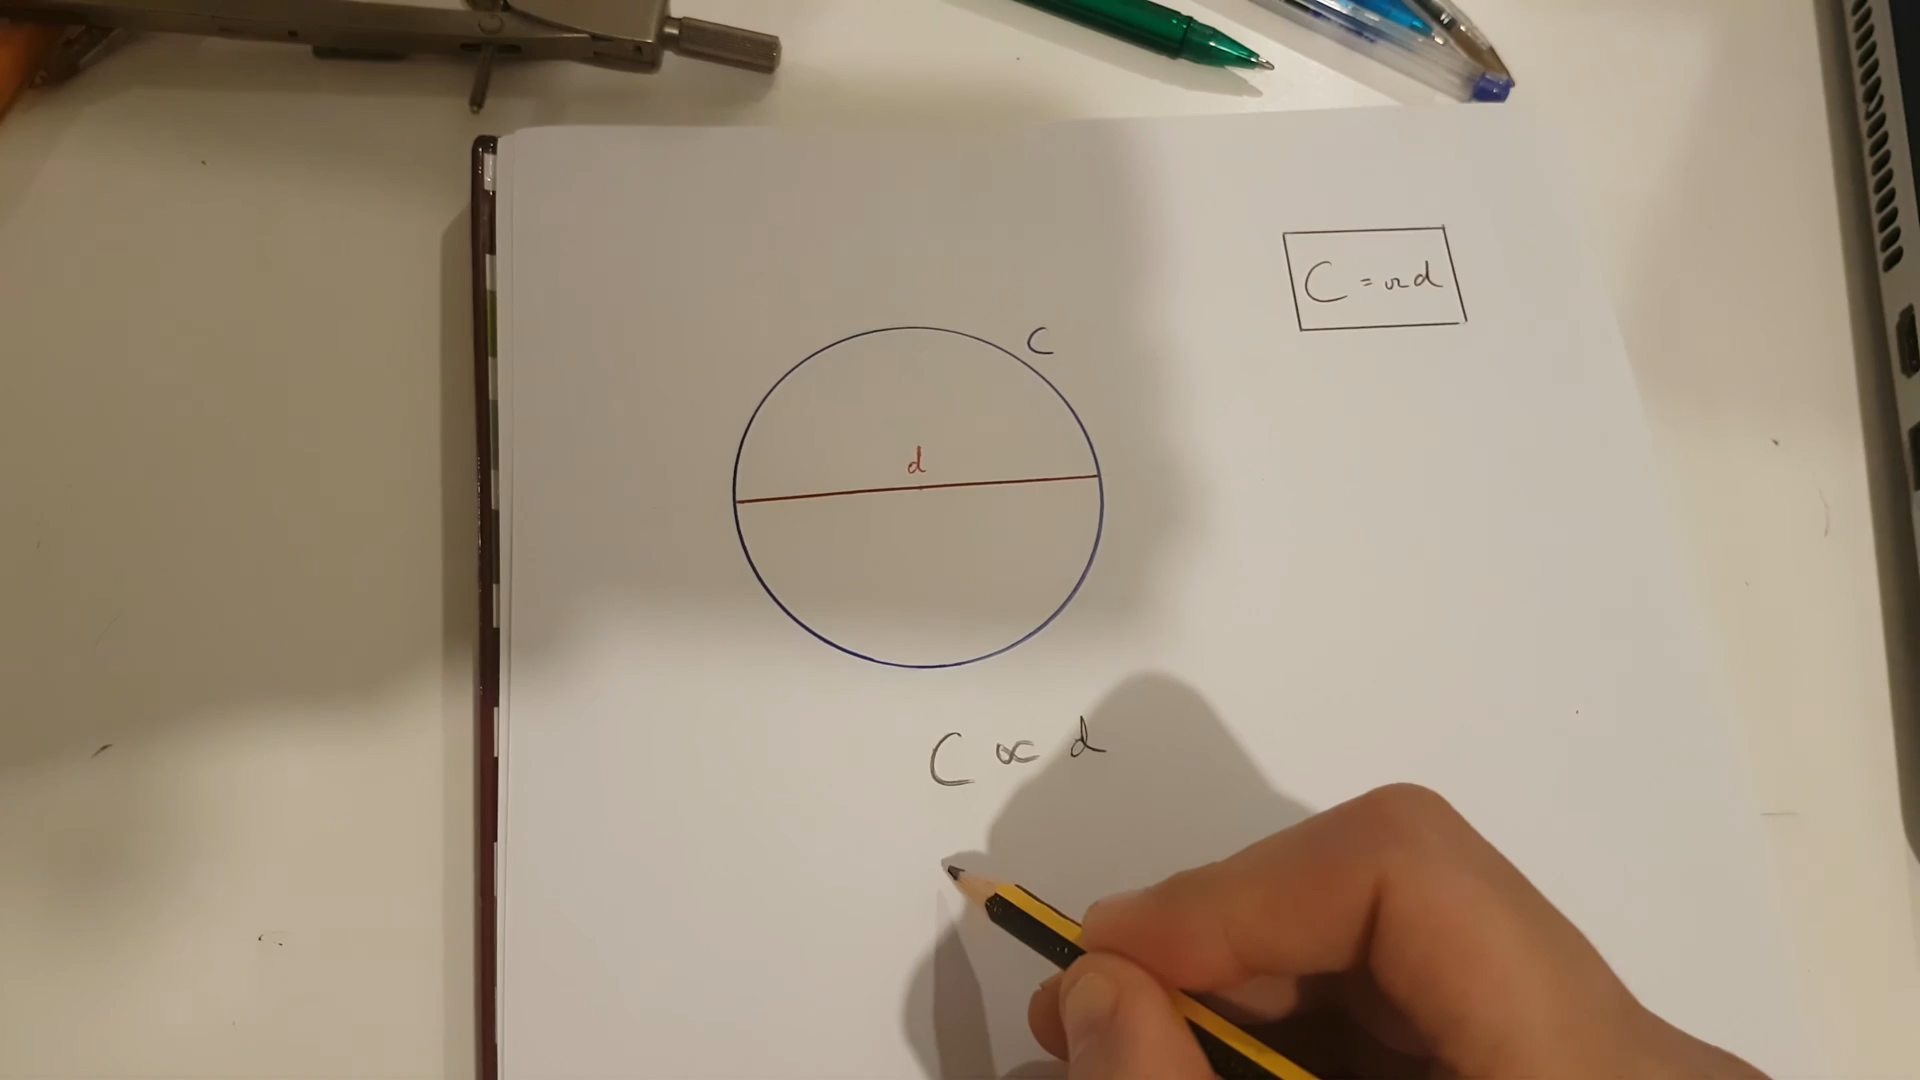 C = πd
C
d
C ∝ d